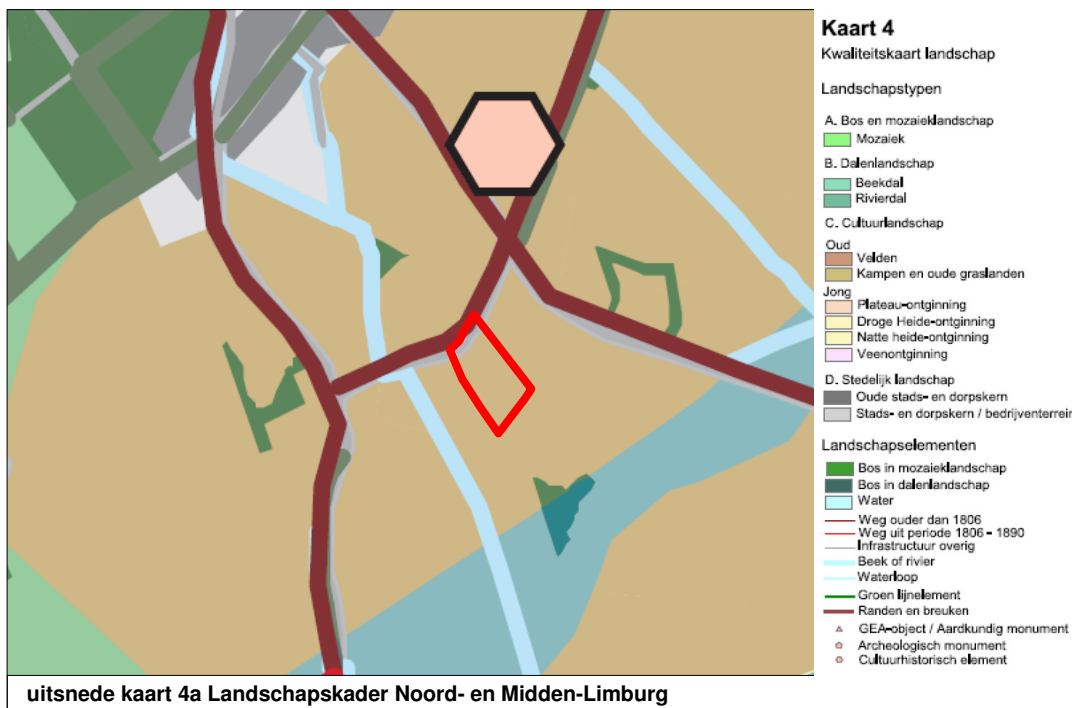 Kaart 4
Kwaliteitskaart landschap
Landschapstypen
A. Bos en mozaieklandschap
Mozaiek
B. Dalenlandschap
Beekdal
Rivierdal
C. Cultuurlandschap
Oud
Velden
Kampen en oude graslanden
Jong
Plateau-ontginning
Droge Heide-ontginning
Natte heide-ontginning
Veenontginning
D. Stedelijk landschap
Oude stads- en dorpskern
Stads- en dorpskern / bedrijventerrein
Landschapselementen
Bos in mozaieklandschap
Bos in dalenlandschap
Water
Weg ouder dan 1806
Weg uit periode 1806 - 1890
Infrastructuur overig
Beek of rivier
Waterloop
Groen lijnelement
Randen en breuken
GEA-object / Aardkundig monument
Archeologisch monument
Cultuurhistorisch element
uitsnede kaart 4a Landschapskader Noord- en Midden-Limburg